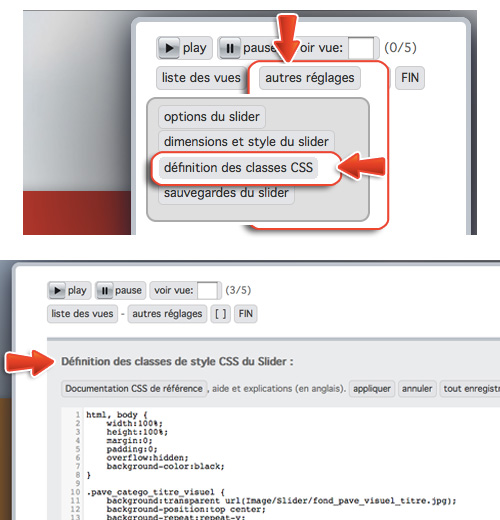 play pause voir vue: (0/5)
liste des vues autres réglages FIN
options du slider
dimensions et style du slider
définition des classes CSS
sauvegardes du slider
play pause voir vue: (3/5)
liste des vues - autres réglages [ ] FIN
Définition des classes de style CSS du Slider :
Documentation CSS de référence, aide et explications (en anglais). appliquer annuler tout enregistr
1 html, body {
2 width:100%;
3 height:100%;
4 margin:0;
5 padding:0;
6 overflow:hidden;
7 background-color:black;
8 }
9
10 .pave_catego_titre_visuel {
11 background:transparent url(Image/Slider/fond_pave_visuel_titre.jpg);
12 background-position:top center;
13 background-repeat:repeat-y;